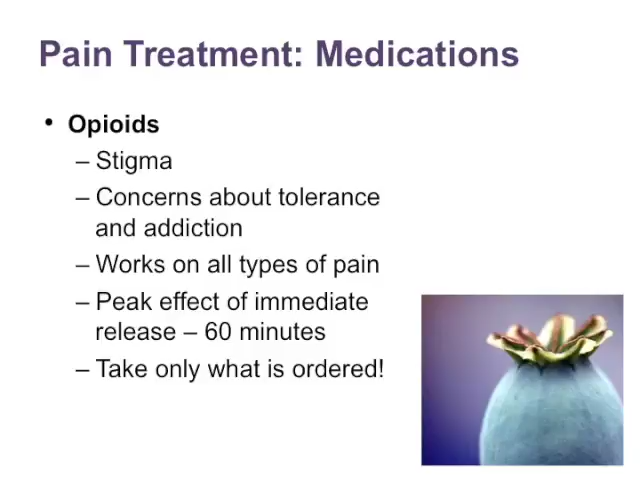 Pain Treatment: Medications
• Opioids
– Stigma
– Concerns about tolerance
and addiction
– Works on all types of pain
– Peak effect of immediate
release – 60 minutes
– Take only what is ordered!